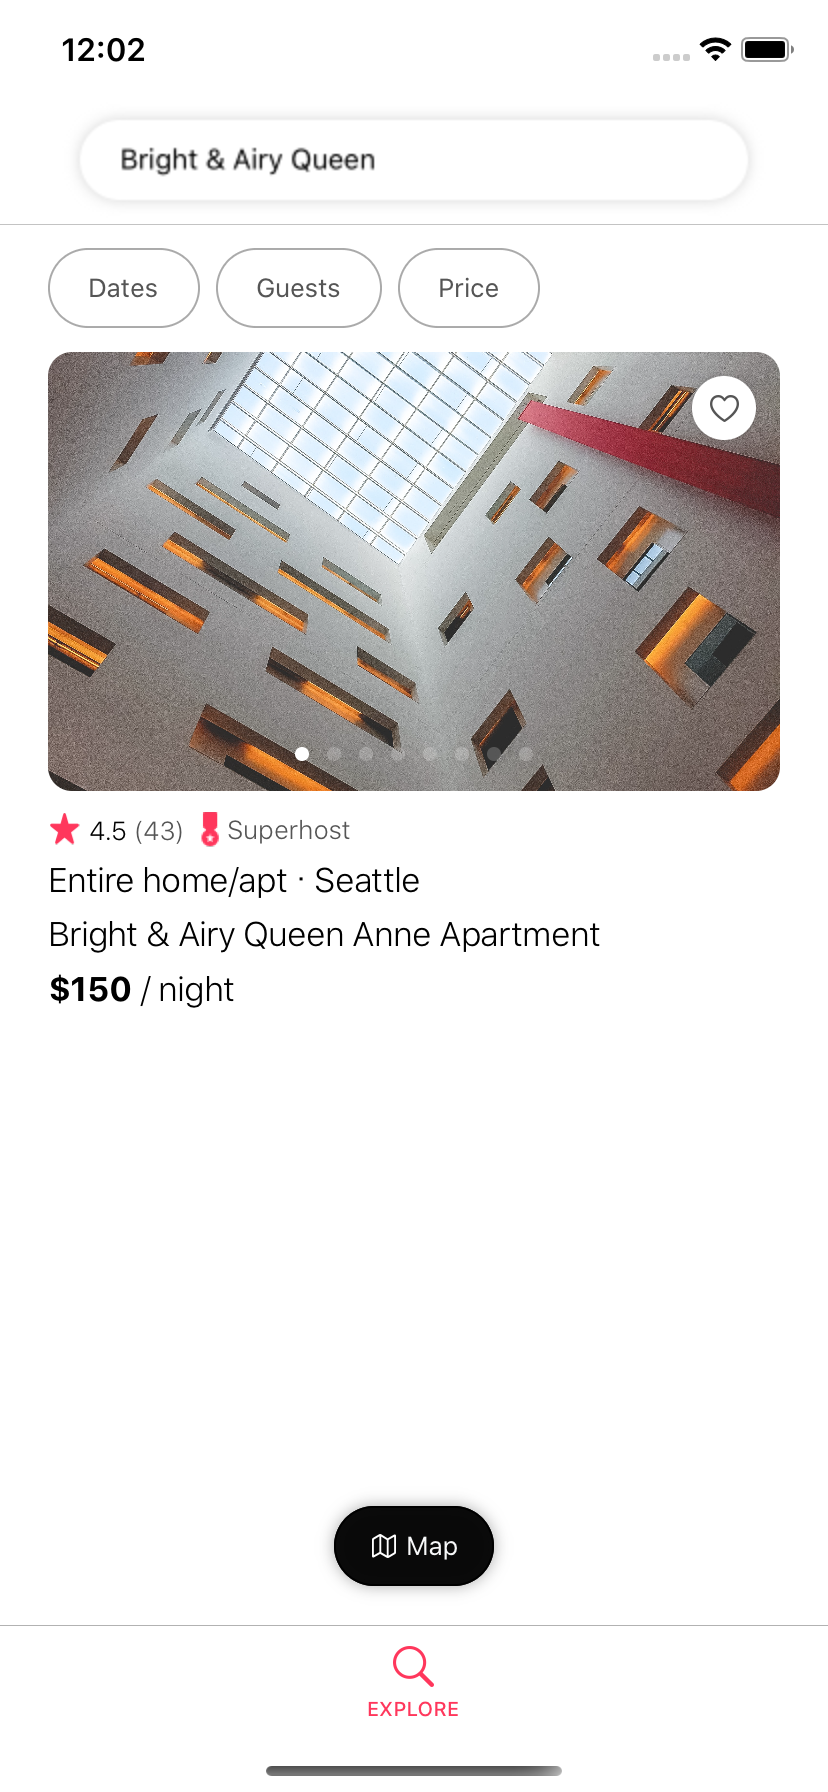 12:02
Bright & Airy Queen
Dates Guests Price
4.5 (43) Superhost
Entire home/apt · Seattle
Bright & Airy Queen Anne Apartment
$150 / night
Map
EXPLORE